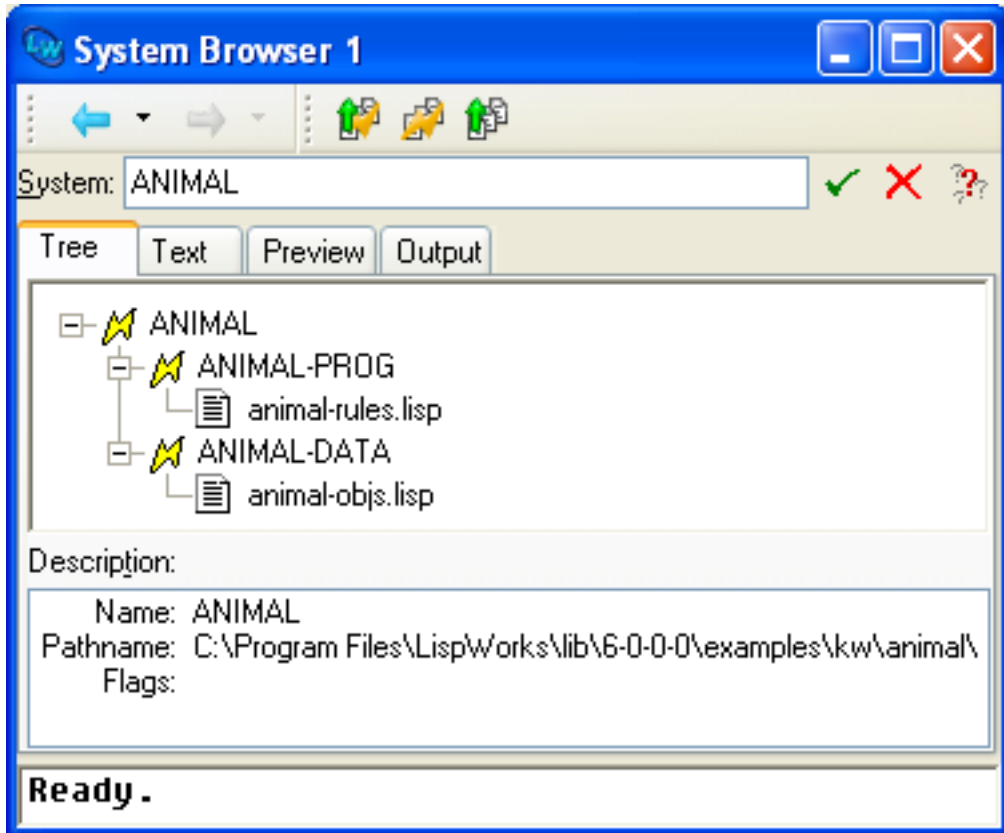 System Browser 1
System: ANIMAL
Tree Text Preview Output
ANIMAL
ANIMAL-PROG
animal-rules.lisp
ANIMAL-DATA
animal-objs.lisp
Description:
Name: ANIMAL
Pathname: C:\Program Files\LispWorks\lib\6-0-0-0\examples\kw\animal\
Flags:
Ready.